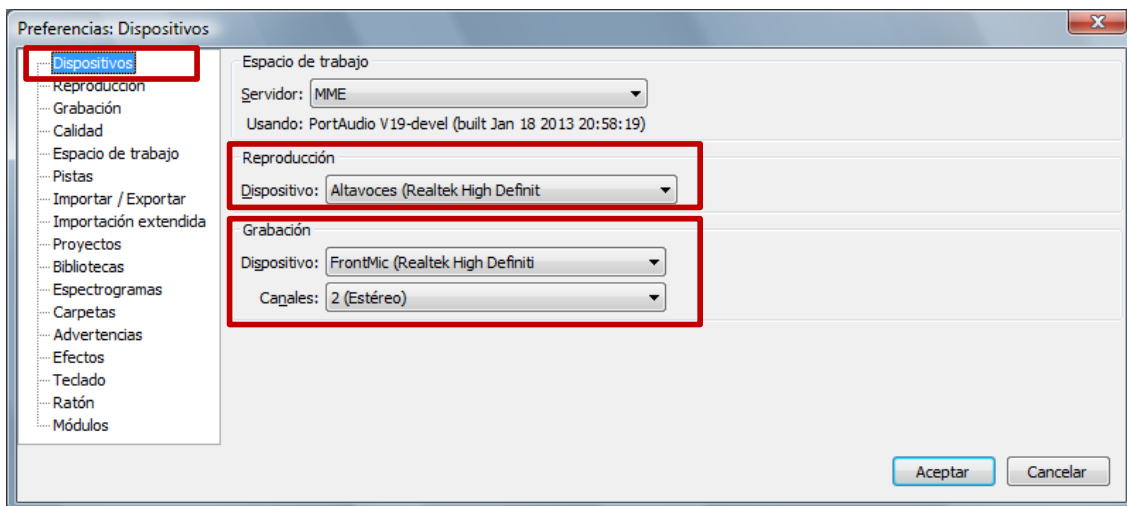 Preferencias: Dispositivos
Dispositivos
Reproducción
Grabación
Calidad
Espacio de trabajo
Pistas
Importar / Exportar
Importación extendida
Proyectos
Bibliotecas
Espectrogramas
Carpetas
Advertencias
Efectos
Teclado
Ratón
Módulos
Espacio de trabajo
Servidor: MME
Usando: PortAudio V19-devel (built Jan 18 2013 20:58:19)
Reproducción
Dispositivo: Altavoces (Realtek High Definit
Grabación
Dispositivo: FrontMic (Realtek High Definiti
Canales: 2 (Estéreo)
Aceptar Cancelar